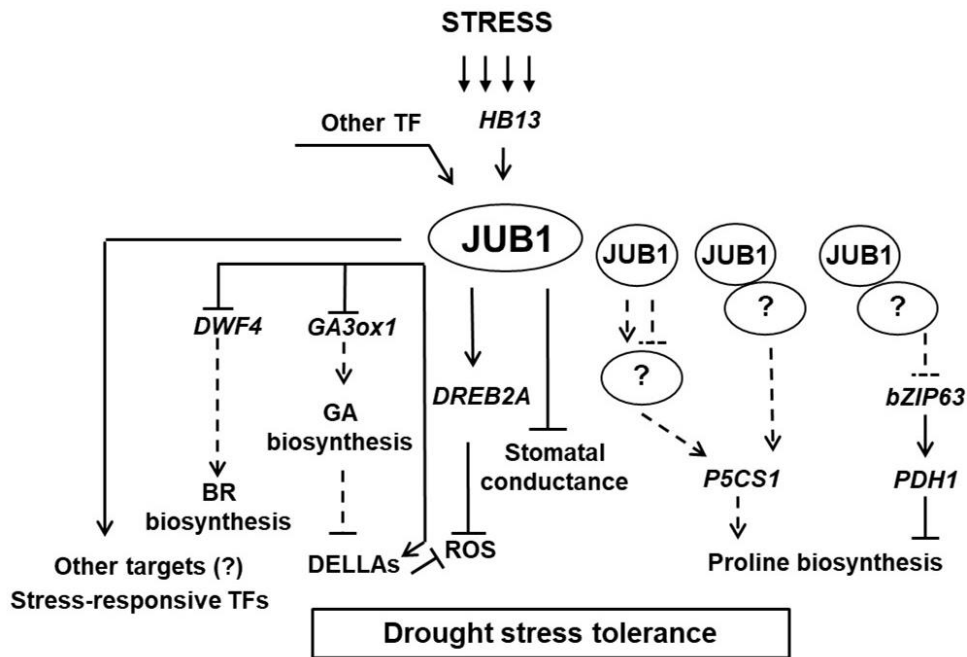 STRESS
HB13
Other TF
JUB1
JUB1
JUB1
JUB1
?
?
?
DWF4
GA3ox1
DREB2A
bZIP63
GA
biosynthesis
Stomatal
conductance
P5CS1
PDH1
BR
biosynthesis
DELLAs
ROS
Proline biosynthesis
Other targets (?)
Stress-responsive TFs
Drought stress tolerance